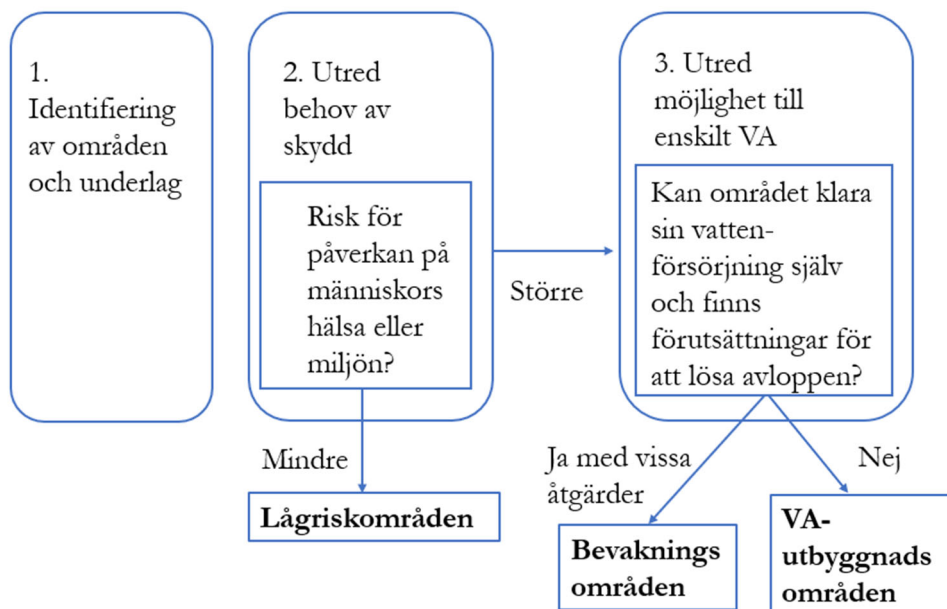 1.
Identifiering
av områden
och underlag
2. Utred
behov av
skydd
Risk för
påverkan på
människors
hälsa eller
miljön?
Mindre
Lågriskområden
Större
3. Utred
möjlighet till
enskilt VA
Kan området klara
sin vatten-
försörjning själv
och finns
förutsättningar för
att lösa avloppen?
Ja med vissa
åtgärder
Bevaknings
områden
Nej
VA-
utbyggnads
områden